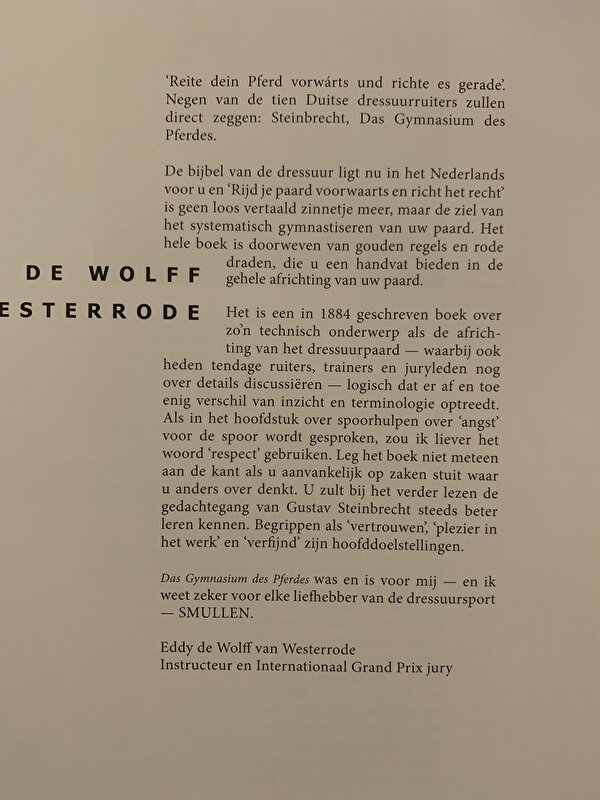 ‘Reite dein Pferd vorwárts und richte es gerade’.
Negen van de tien Duitse dressuurruiters zullen
direct zeggen: Steinbrecht, Das Gymnasium des
Pferdes.
De bijbel van de dressuur ligt nu in het Nederlands
voor u en ‘Rijd je paard voorwaarts en richt het recht’
is geen loos vertaald zinnetje meer, maar de ziel van
het systematisch gymnastiseren van uw paard. Het
hele boek is doorweven van gouden regels en rode
draden, die u een handvat bieden in de
gehele africhting van uw paard.
DE WOLFF
ESTERRODE
Het is een in 1884 geschreven boek over
zo’n technisch onderwerp als de africh-
ting van het dressuurpaard — waarbij ook
heden tendage ruiters, trainers en juryleden nog
over details discussiëren — logisch dat er af en toe
enig verschil van inzicht en terminologie optreedt.
Als in het hoofdstuk over spoorhulpen over ‘angst’
voor de spoor wordt gesproken, zou ik liever het
woord ‘respect’ gebruiken. Leg het boek niet meteen
aan de kant als u aanvankelijk op zaken stuit waar
u anders over denkt. U zult bij het verder lezen de
gedachtegang van Gustav Steinbrecht steeds beter
leren kennen. Begrippen als ‘vertrouwen’, ‘plezier in
het werk’ en ‘verfijnd’ zijn hoofddoelstellingen.
Das Gymnasium des Pferdes was en is voor mij — en ik
weet zeker voor elke liefhebber van de dressuursport
— SMULLEN.
Eddy de Wolff van Westerrode
Instructeur en Internationaal Grand Prix jury